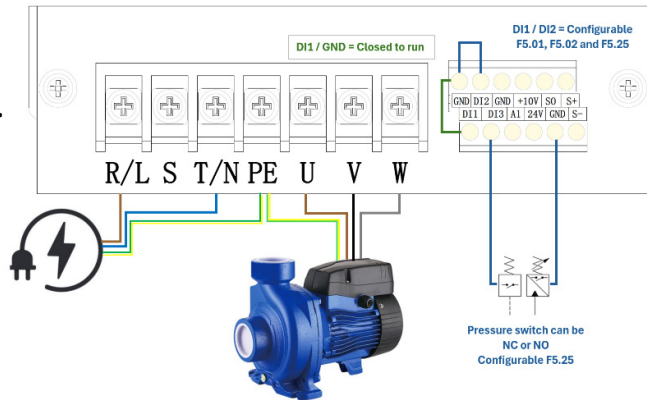 DI1 / GND = Closed to run
DI1 / DI2 = Configurable
F5.01, F5.02 and F5.25
GND DI2 GND +10V SO S+
DI1 DI3 A1 24V GND S-
R/L S T/N PE U V W
Pressure switch can be
NC or NO
Configurable F5.25